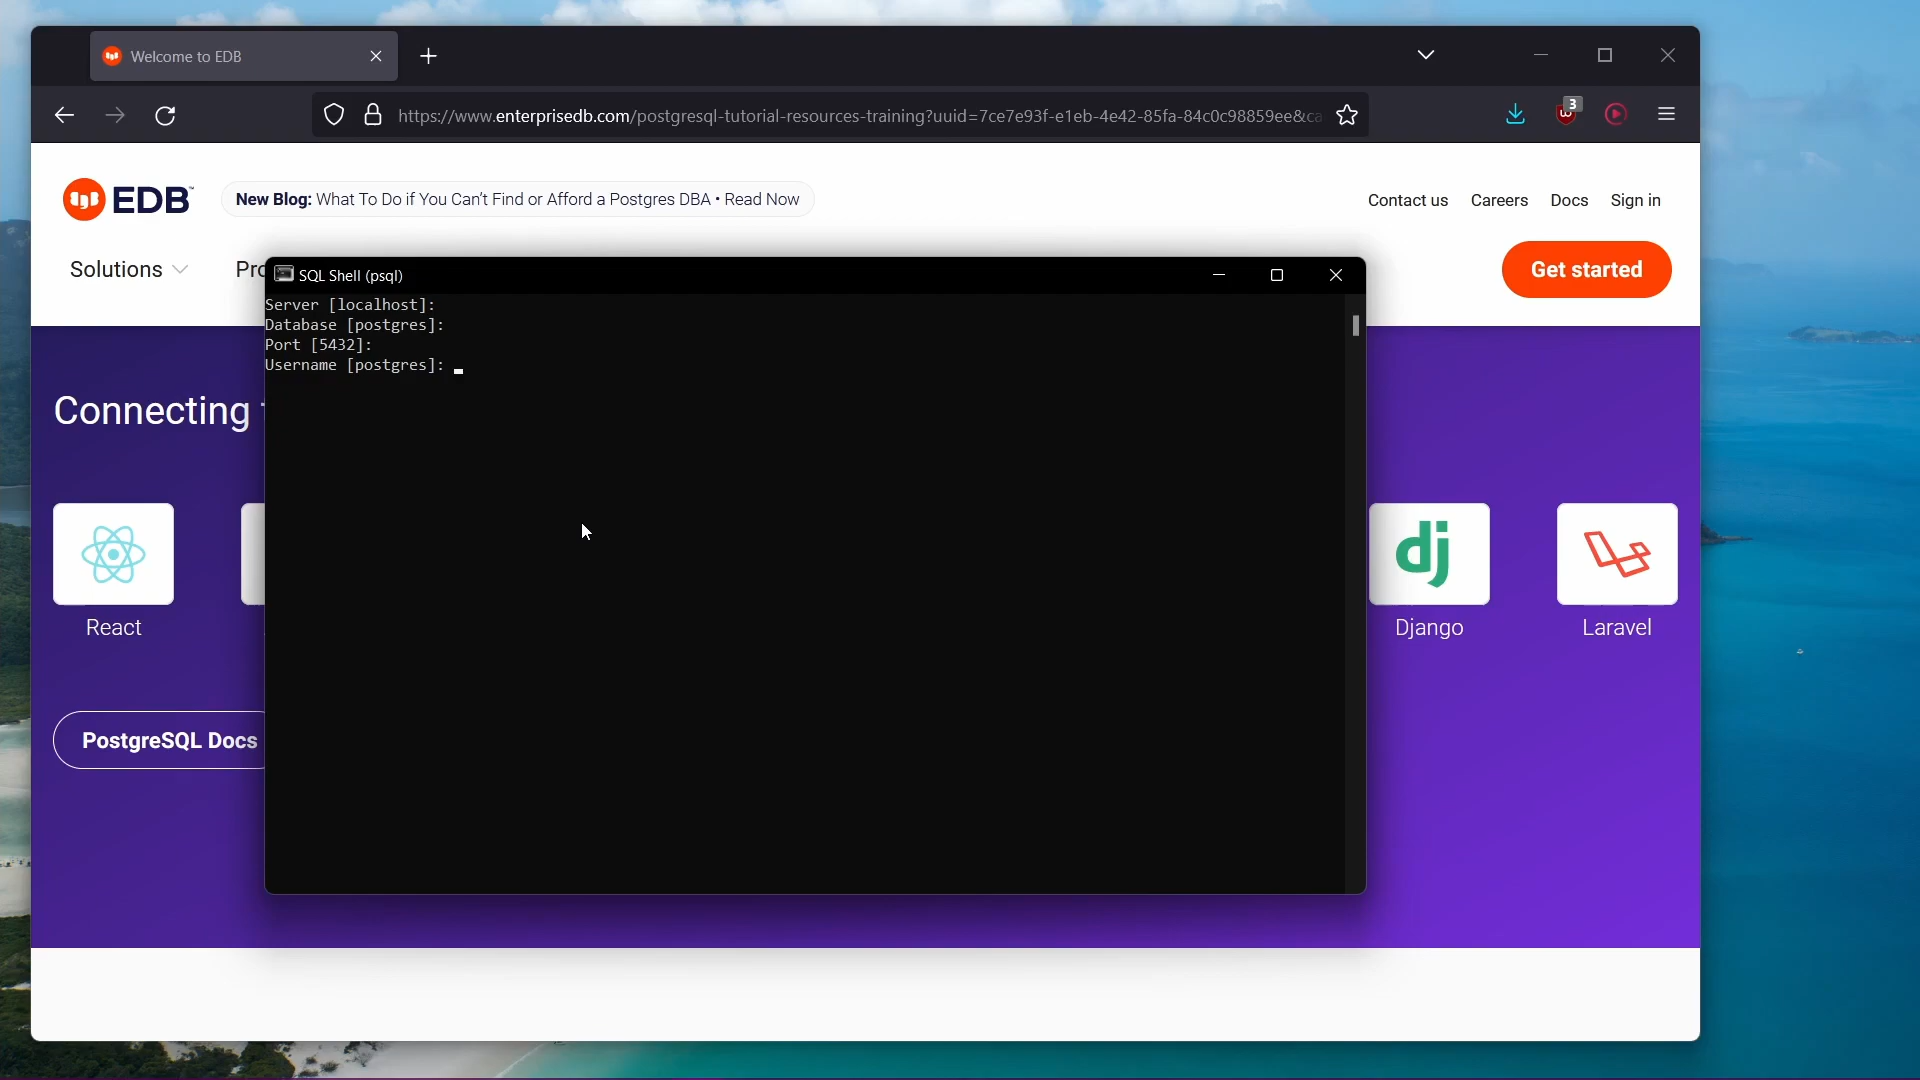 Welcome to EDB
https://www.enterprisedb.com/postgresql-tutorial-resources-training?uuid=7ce7e93f-e1eb-4e42-85fa-84c0c98859ee&ca
3
EDB
New Blog: What To Do if You Can't Find or Afford a Postgres DBA • Read Now
Contact us Careers Docs Sign in
Solutions
Get started
SQL Shell (psql)
Server [localhost]:
Database [postgres]:
Port [5432]:
Username [postgres]:
Connecting
dj
React
Django
Laravel
PostgreSQL Docs